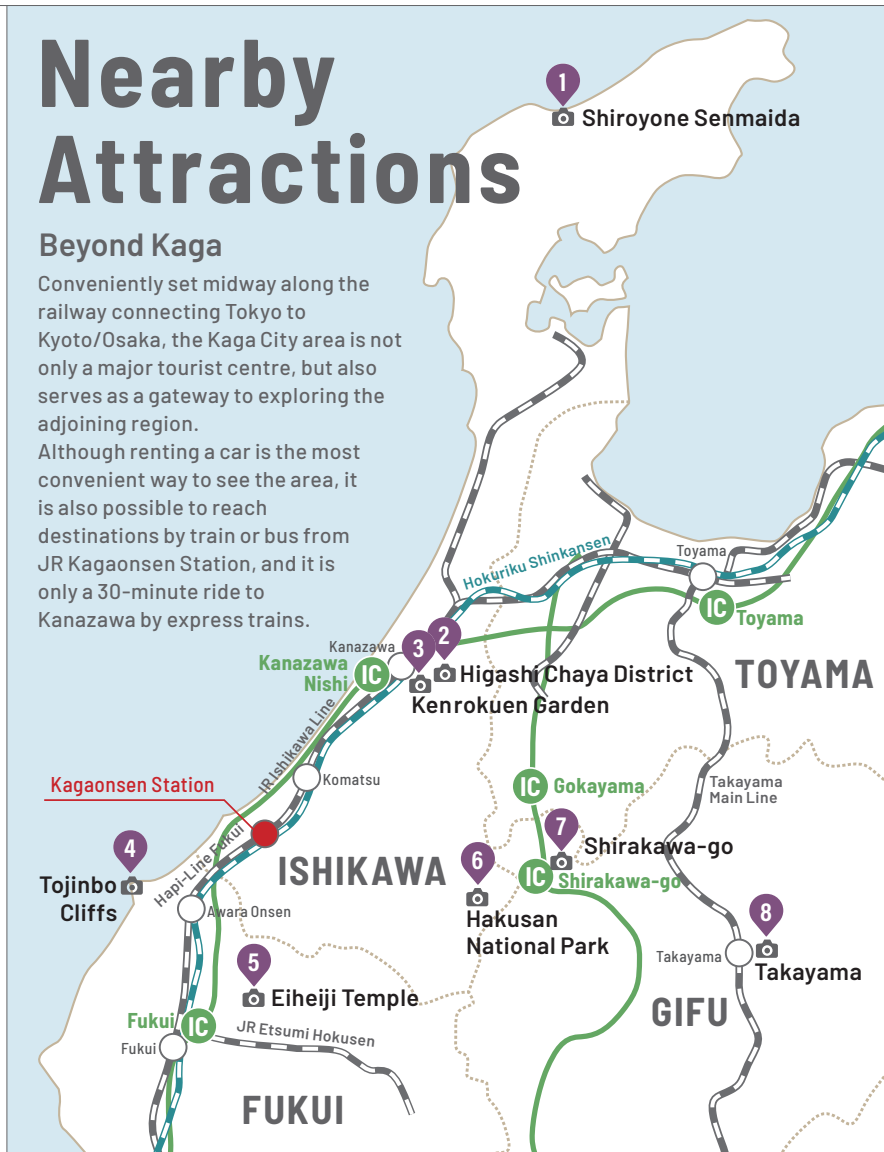 Nearby
Attractions
Beyond Kaga
Conveniently set midway along the
railway connecting Tokyo to
Kyoto/Osaka, the Kaga City area is not
only a major tourist centre, but also
serves as a gateway to exploring the
adjoining region.
Although renting a car is the most
convenient way to see the area, it
is also possible to reach
destinations by train or bus from
JR Kagaonsen Station, and it is
only a 30-minute ride to
Kanazawa by express trains.
1
Shiroyone Senmaida
Hokuriku Shinkansen
Toyama
IC
Toyama
Kanazawa
Kanazawa
Nishi
IC
3
2
Higashi Chaya District
Kenrokuen Garden
TOYAMA
IR Ishikawa Line
Komatsu
Kagaonsen Station
IC
Gokayama
Takayama
Main Line
Hapi-Line Fukui
4
Tojinbo
Cliffs
ISHIKAWA
6
Hakusan
National Park
7
Shirakawa-go
IC
Shirakawa-go
Awara Onsen
8
Takayama
Takayama
5
Eiheiji Temple
GIFU
Fukui
IC
Fukui
JR Etsumi Hokusen
FUKUI